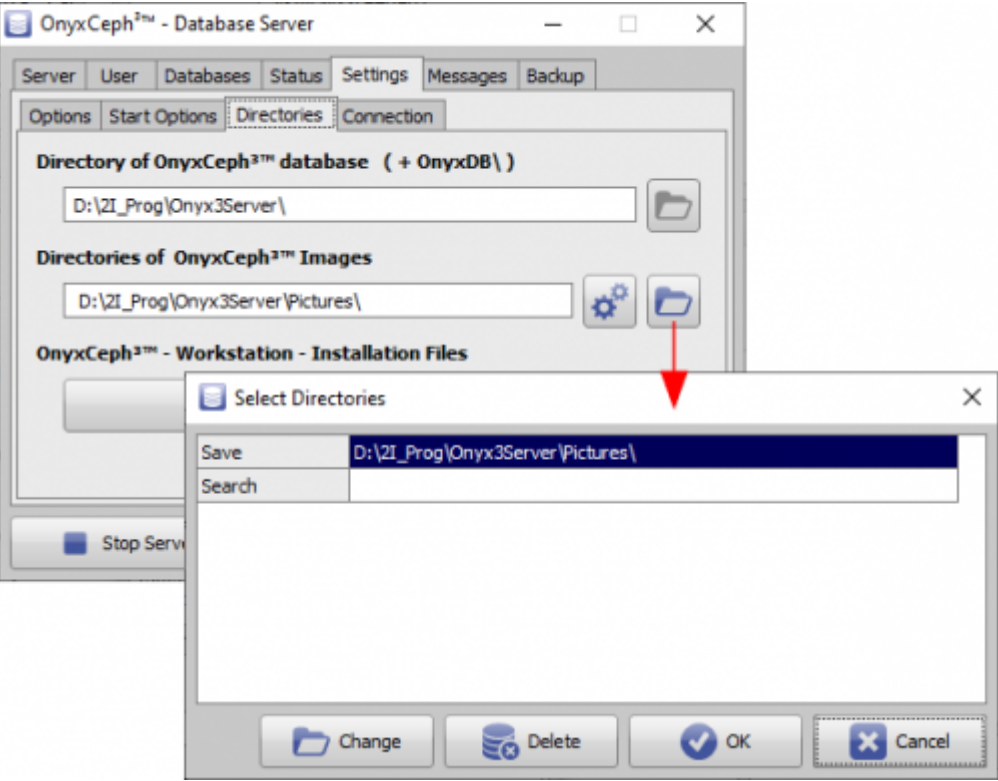 OnyxCeph³™ - Database Server
Server User Databases Status Settings Messages Backup
Options Start Options Directories Connection
Directory of OnyxCeph³™ database ( + OnyxDB\ )
D:\2I_Prog\Onyx3Server\
Directories of OnyxCeph³™ Images
D:\2I_Prog\Onyx3Server\Pictures\
OnyxCeph³™ - Workstation - Installation Files
Stop Serve
Select Directories
Save D:\2I_Prog\Onyx3Server\Pictures\
Search
Change Delete OK Cancel